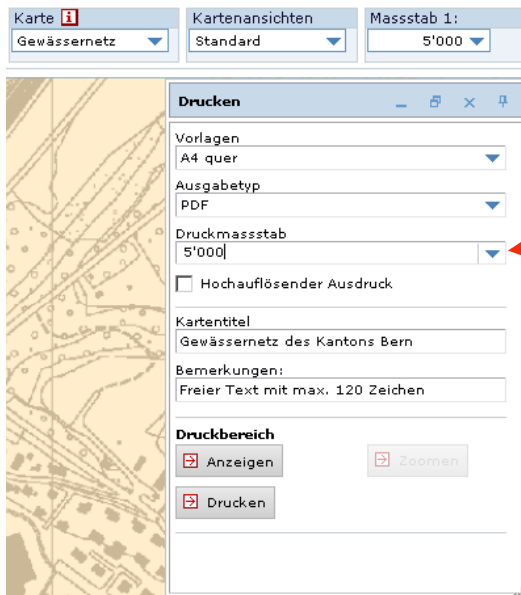 Karte i Kartenansichten Massstab 1:
Gewässernetz Standard 5'000
Drucken
Vorlagen
A4 quer
Ausgabetyp
PDF
Druckmassstab
5'000
Hochauflösender Ausdruck
Kartentitel
Gewässernetz des Kantons Bern
Bemerkungen:
Freier Text mit max. 120 Zeichen
Druckbereich
Anzeigen Zoomen
Drucken